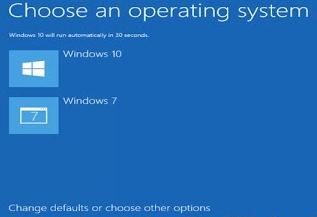 Choose an operating system
Windows 10 will run automatically in 30 seconds.
Windows 10
7
Windows 7
Change defaults or choose other options